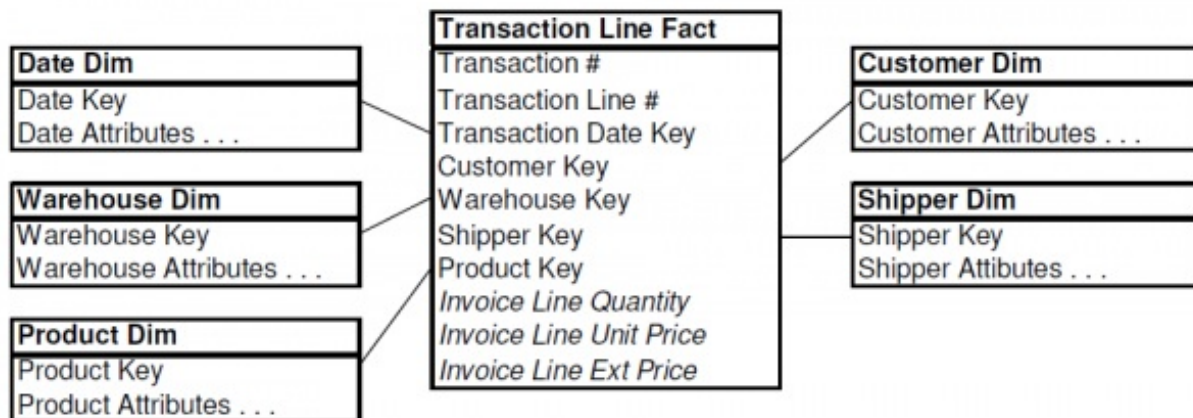 Date Dim
Date Key
Date Attributes . . .
Warehouse Dim
Warehouse Key
Warehouse Attributes . . .
Product Dim
Product Key
Product Attributes . . .
Transaction Line Fact
Transaction #
Transaction Line #
Transaction Date Key
Customer Key
Warehouse Key
Shipper Key
Product Key
Invoice Line Quantity
Invoice Line Unit Price
Invoice Line Ext Price
Customer Dim
Customer Key
Customer Attributes . . .
Shipper Dim
Shipper Key
Shipper Attibutes . . .